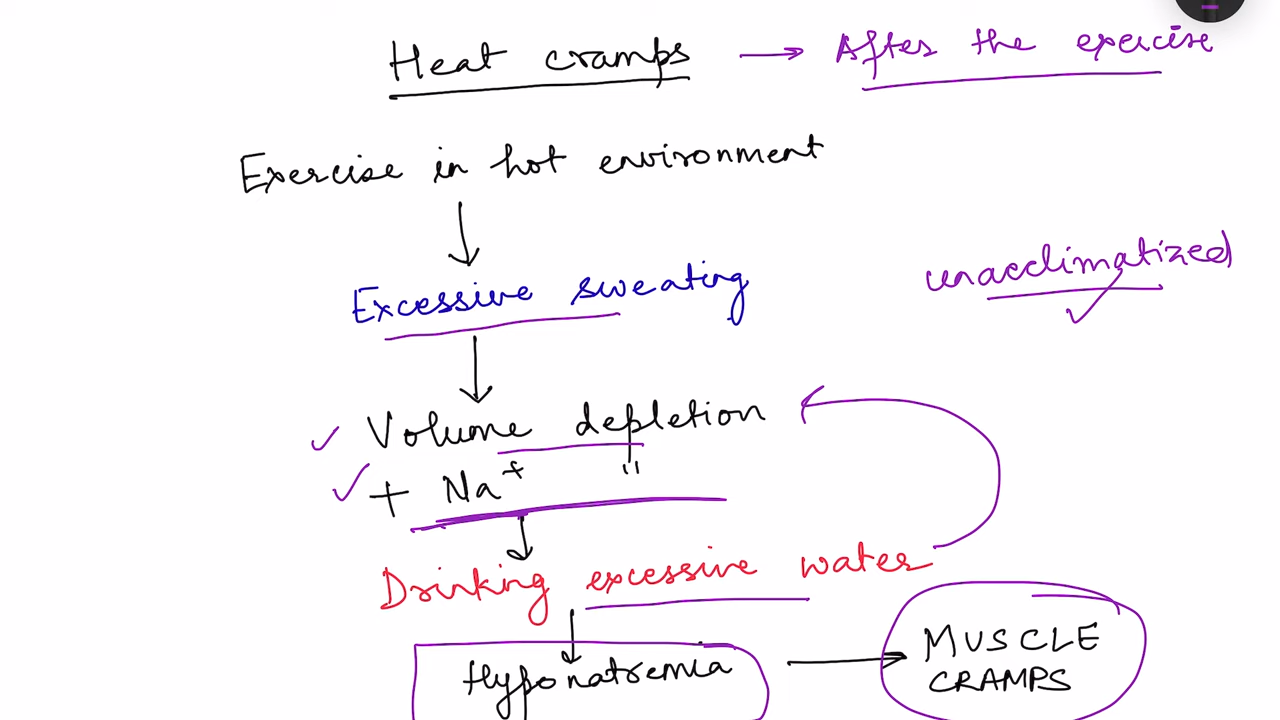 Heat cramps → After the exercise
Exercise in hot environment
↓
Excessive sweating
unacclimatized ✓
↓
✓ Volume depletion
✓ + Na⁺ "
↓
Drinking excessive water
↓
Hyponatremia → MUSCLE
CRAMPS